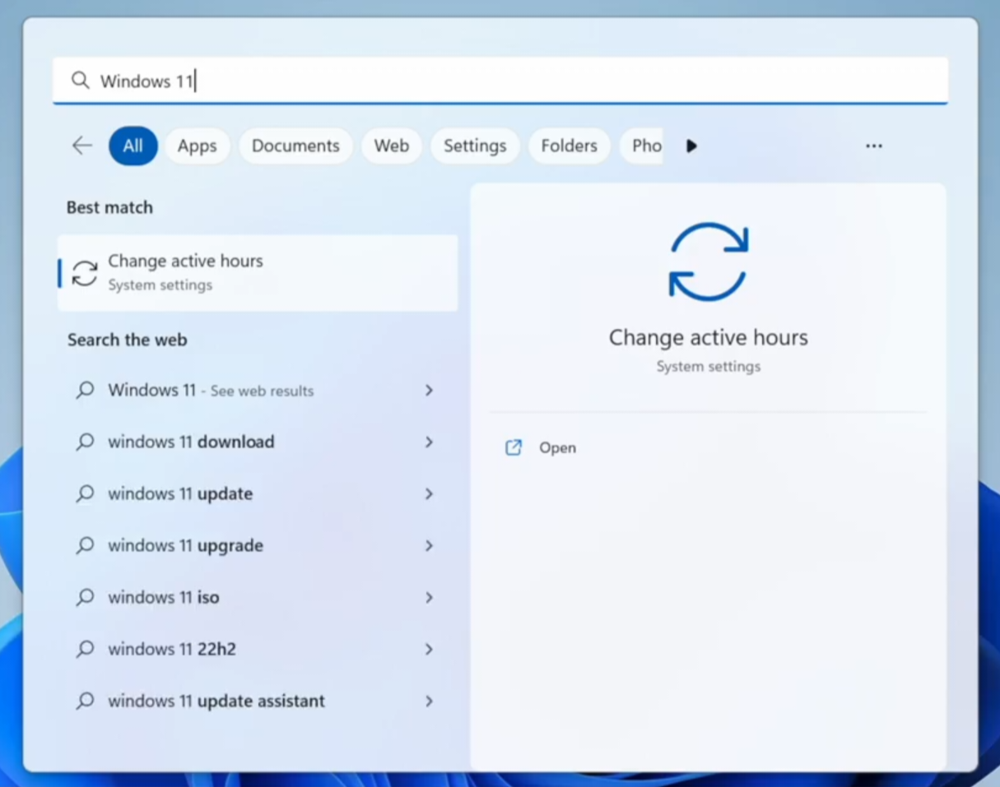 Windows 11
All Apps Documents Web Settings Folders Pho ...
Best match
Change active hours
System settings
Search the web
Windows 11 - See web results
windows 11 download
windows 11 update
windows 11 upgrade
windows 11 iso
windows 11 22h2
windows 11 update assistant
Change active hours
System settings
Open